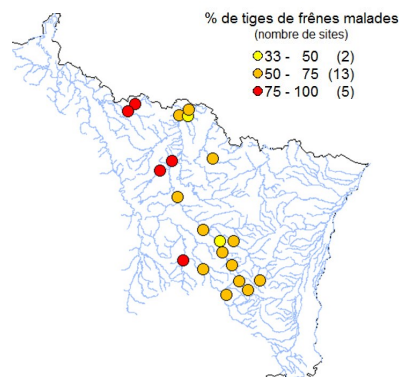 % de tiges de frênes malades
(nombre de sites)
33 - 50 (2)
50 - 75 (13)
75 - 100 (5)